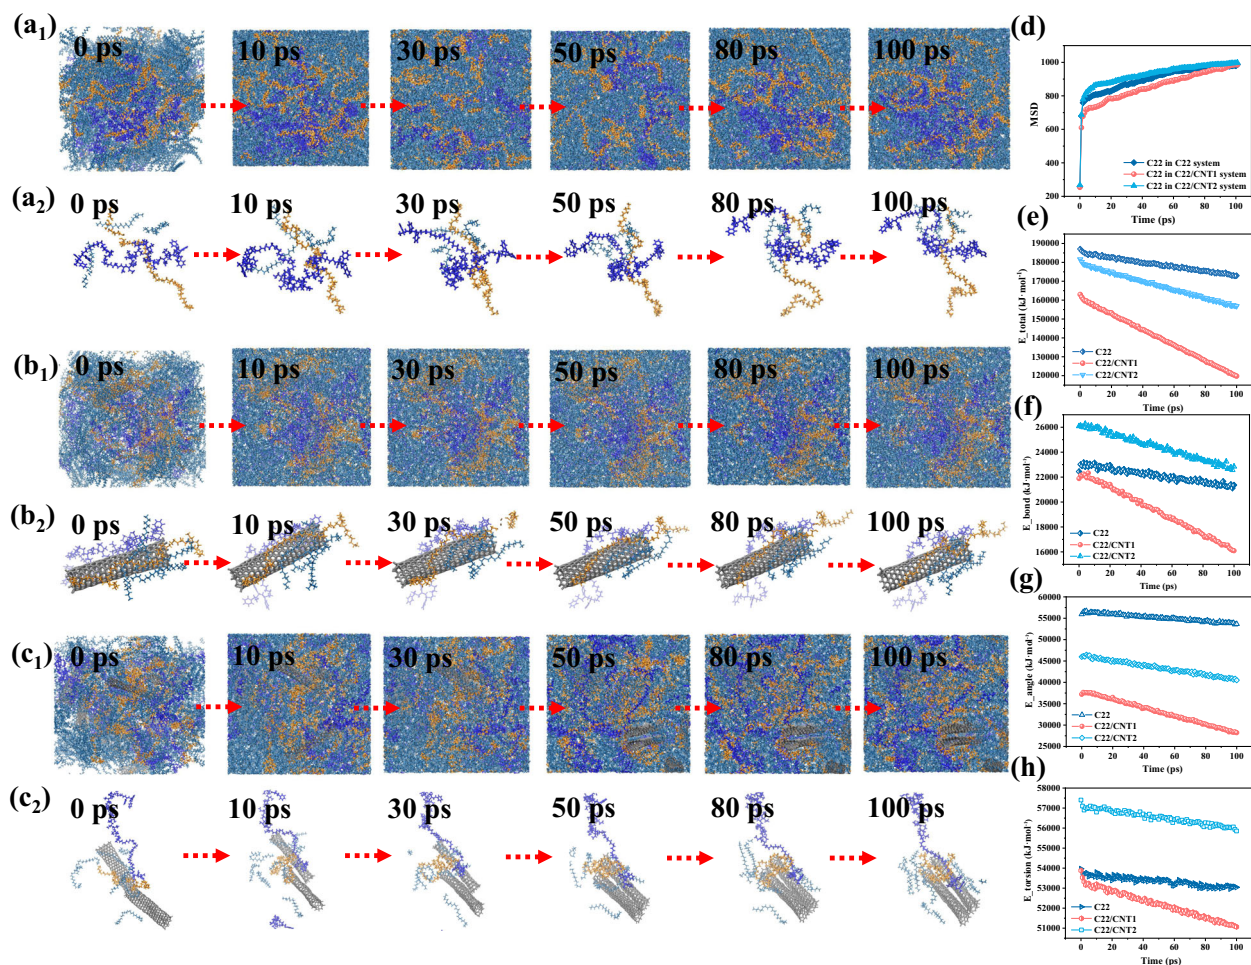 (a1)
0 ps 10 ps 30 ps 50 ps 80 ps 100 ps
(a2)
0 ps 10 ps 30 ps 50 ps 80 ps 100 ps
(b1)
0 ps 10 ps 30 ps 50 ps 80 ps 100 ps
(b2)
0 ps 10 ps 30 ps 50 ps 80 ps 100 ps
(c1)
0 ps 10 ps 30 ps 50 ps 80 ps 100 ps
(c2)
0 ps 10 ps 30 ps 50 ps 80 ps 100 ps
(d)
MSD
1000
800
600
400
200
C22 in C22 system
C22 in C22/CNT1 system
C22 in C22/CNT2 system
0 20 40 60 80 100
Time (ps)
(e)
E_total (kJ·mol⁻¹)
190000
180000
170000
160000
150000
140000
130000
120000
C22
C22/CNT1
C22/CNT2
0 20 40 60 80 100
Time (ps)
(f)
E_bond (kJ·mol⁻¹)
26000
24000
22000
20000
18000
16000
C22
C22/CNT1
C22/CNT2
0 20 40 60 80 100
Time (ps)
(g)
E_angle (kJ·mol⁻¹)
60000
55000
50000
45000
40000
35000
30000
25000
C22
C22/CNT1
C22/CNT2
0 20 40 60 80 100
Time (ps)
(h)
E_torsion (kJ·mol⁻¹)
58000
57000
56000
55000
54000
53000
52000
51000
C22
C22/CNT1
C22/CNT2
0 20 40 60 80 100
Time (ps)